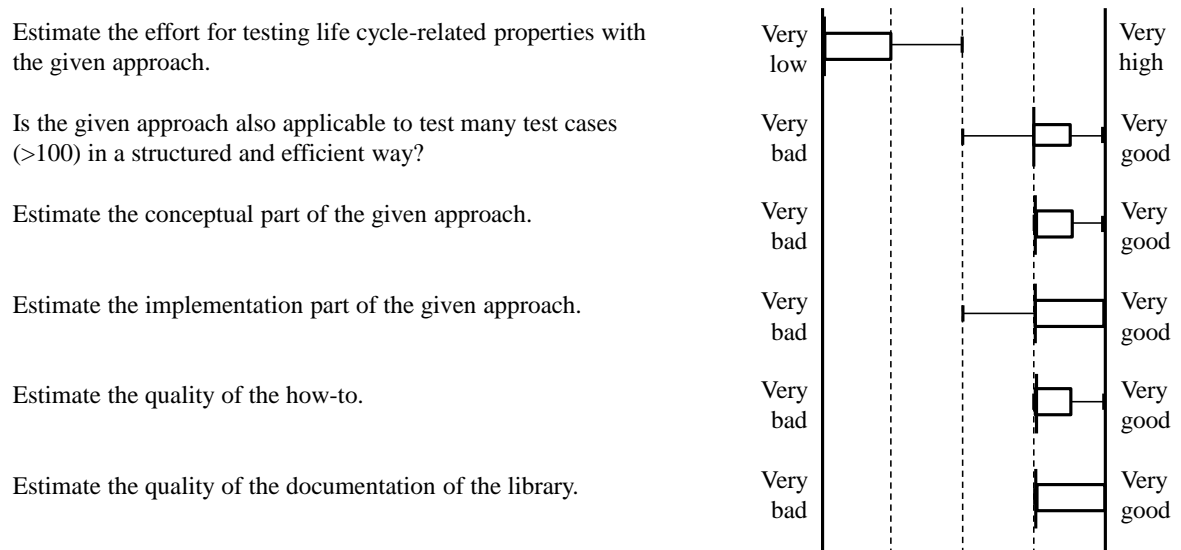 Estimate the effort for testing life cycle-related properties with
the given approach.
Very
low
Very
high
Is the given approach also applicable to test many test cases
(>100) in a structured and efficient way?
Very
bad
Very
good
Estimate the conceptual part of the given approach.
Very
bad
Very
good
Estimate the implementation part of the given approach.
Very
bad
Very
good
Estimate the quality of the how-to.
Very
bad
Very
good
Estimate the quality of the documentation of the library.
Very
bad
Very
good